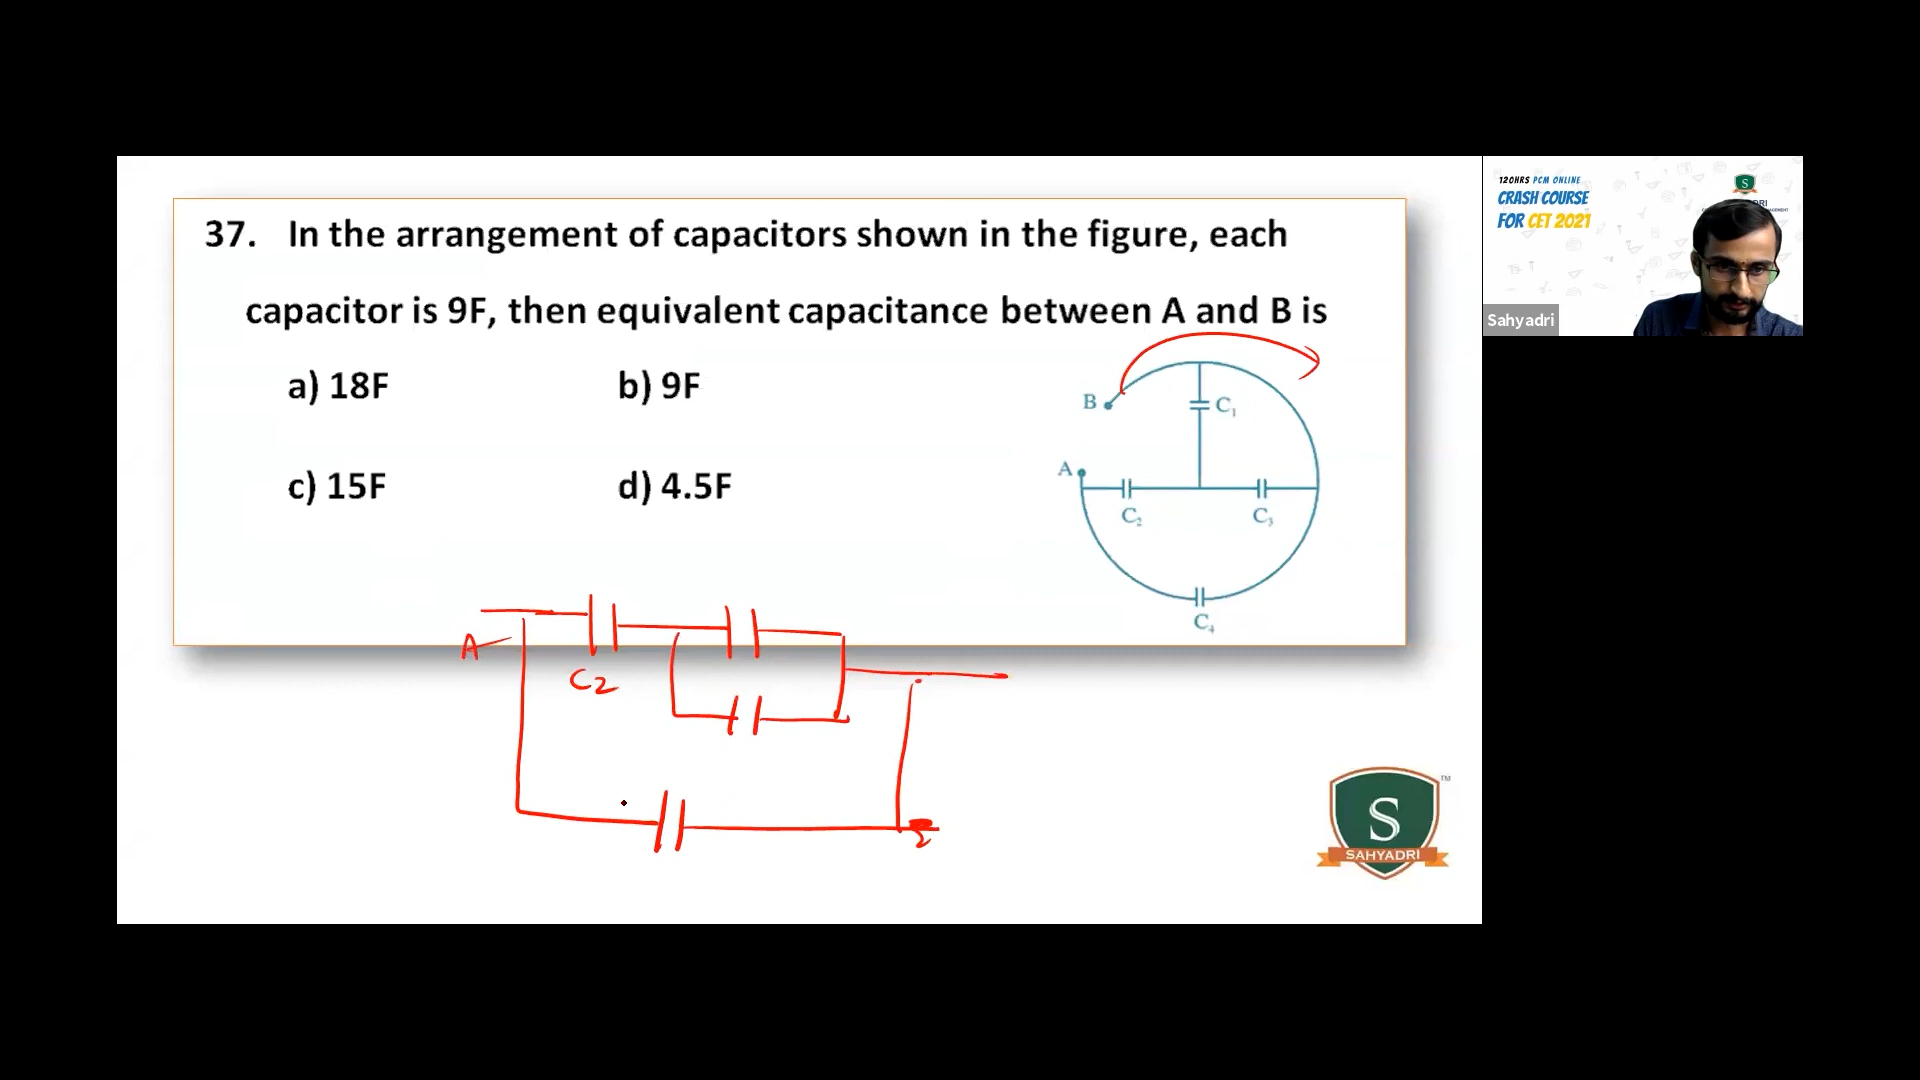 37. In the arrangement of capacitors shown in the figure, each
capacitor is 9F, then equivalent capacitance between A and B is
a) 18F b) 9F
c) 15F d) 4.5F
B
C₁
A
C₂ C₃
C₄
A
C2
2
S
SAHYADRI
TM
120HRS PCM ONLINE
CRASH COURSE
FOR CET 2021
S
Sahyadri